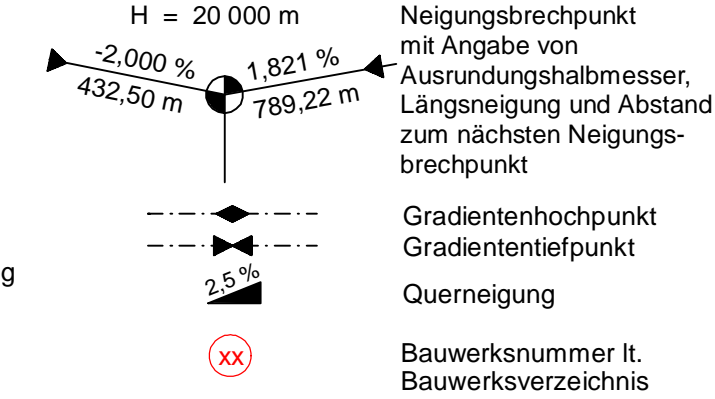 H = 20 000 m
-2,000 %
432,50 m
1,821 %
789,22 m
Neigungsbrechpunkt
mit Angabe von
Ausrundungshalbmesser,
Längsneigung und Abstand
zum nächsten Neigungs-
brechpunkt
Gradientenhochpunkt
Gradiententiefpunkt
g
2,5 %
Querneigung
xx
Bauwerksnummer lt.
Bauwerksverzeichnis